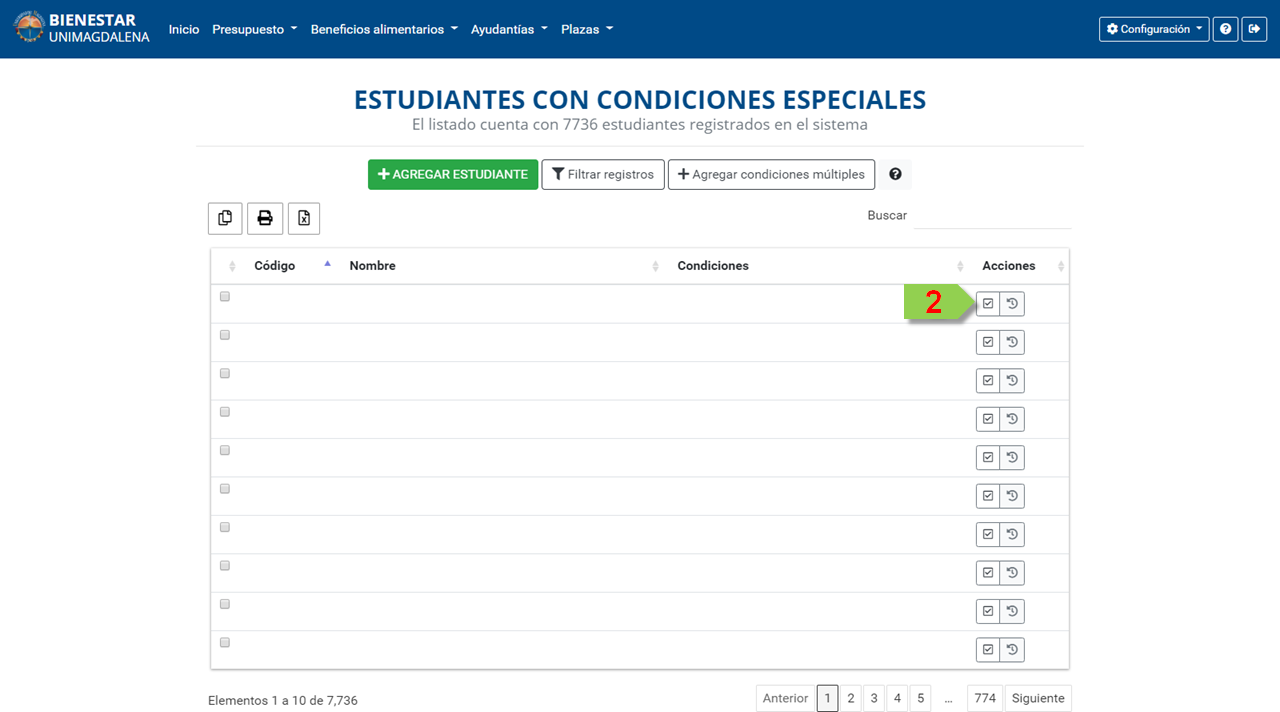 BIENESTAR
UNIMAGDALENA
Inicio Presupuesto Beneficios alimentarios Ayudantías Plazas Configuración
ESTUDIANTES CON CONDICIONES ESPECIALES
El listado cuenta con 7736 estudiantes registrados en el sistema
AGREGAR ESTUDIANTE Filtrar registros Agregar condiciones múltiples
Buscar
Código Nombre Condiciones Acciones
2
Elementos 1 a 10 de 7,736
Anterior 1 2 3 4 5 ... 774 Siguiente